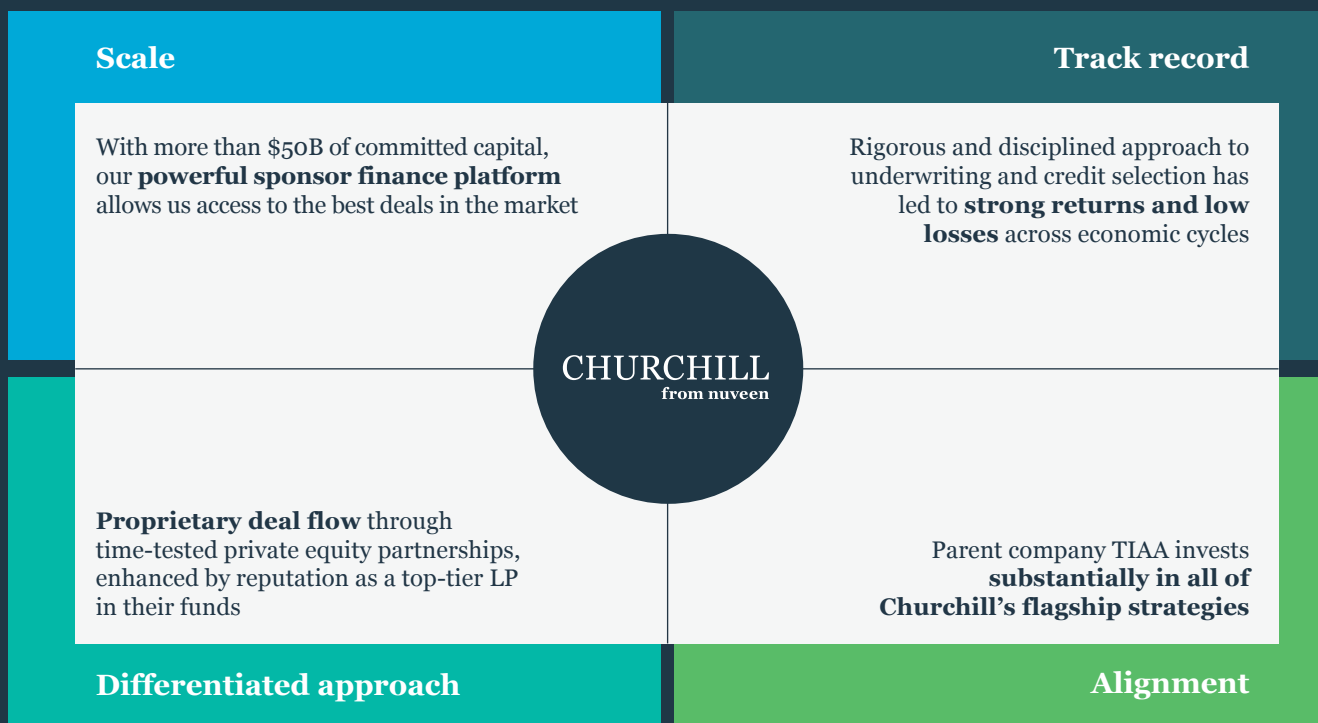 Scale
With more than $50B of committed capital,
our powerful sponsor finance platform
allows us access to the best deals in the market
Track record
Rigorous and disciplined approach to
underwriting and credit selection has
led to strong returns and low
losses across economic cycles
CHURCHILL
from nuveen
Proprietary deal flow through
time-tested private equity partnerships,
enhanced by reputation as a top-tier LP
in their funds
Differentiated approach
Parent company TIAA invests
substantially in all of
Churchill’s flagship strategies
Alignment